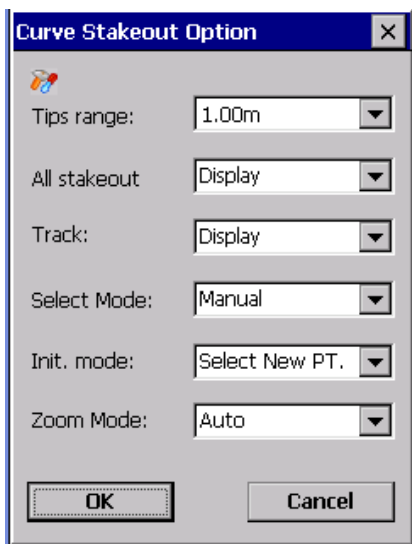 Curve Stakeout Option
Tips range: 1.00m
All stakeout Display
Track: Display
Select Mode: Manual
Init. mode: Select New PT.
Zoom Mode: Auto
OK Cancel